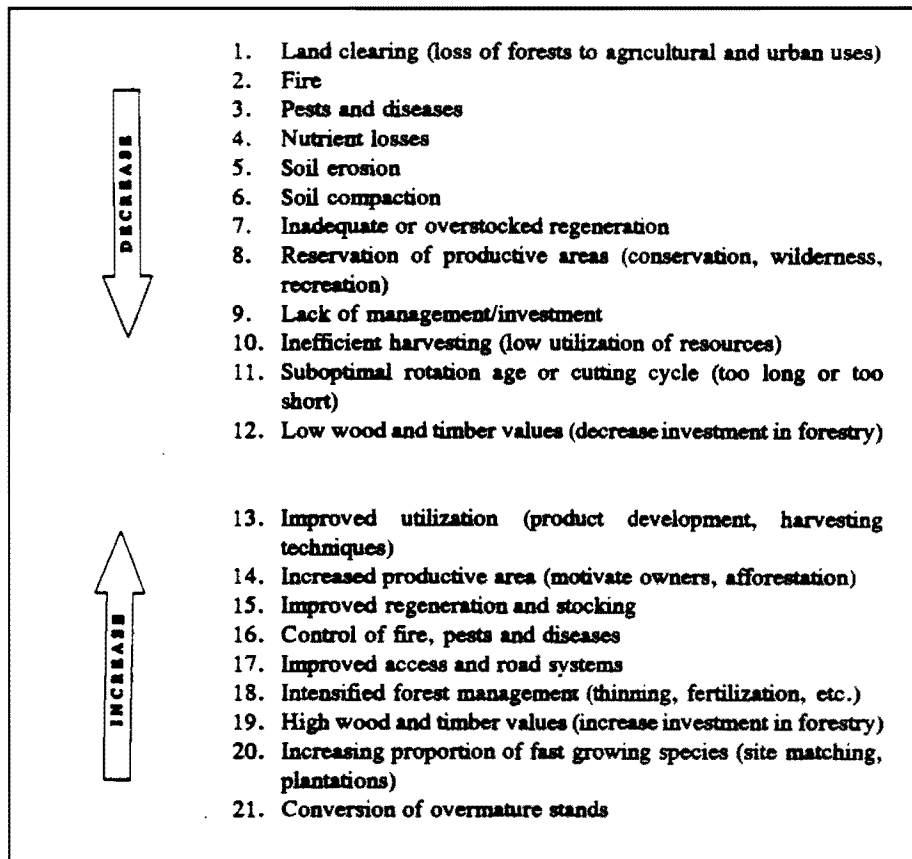 1. Land clearing (loss of forests to agricultural and urban uses)
2. Fire
3. Pests and diseases
4. Nutrient losses
5. Soil erosion
6. Soil compaction
7. Inadequate or overstocked regeneration
8. Reservation of productive areas (conservation, wilderness,
recreation)
9. Lack of management/investment
10. Inefficient harvesting (low utilization of resources)
11. Suboptimal rotation age or cutting cycle (too long or too
short)
12. Low wood and timber values (decrease investment in forestry)
DECREASE
13. Improved utilization (product development, harvesting
techniques)
14. Increased productive area (motivate owners, afforestation)
15. Improved regeneration and stocking
16. Control of fire, pests and diseases
17. Improved access and road systems
18. Intensified forest management (thinning, fertilization, etc.)
19. High wood and timber values (increase investment in forestry)
20. Increasing proportion of fast growing species (site matching,
plantations)
21. Conversion of overmature stands
INCREASE